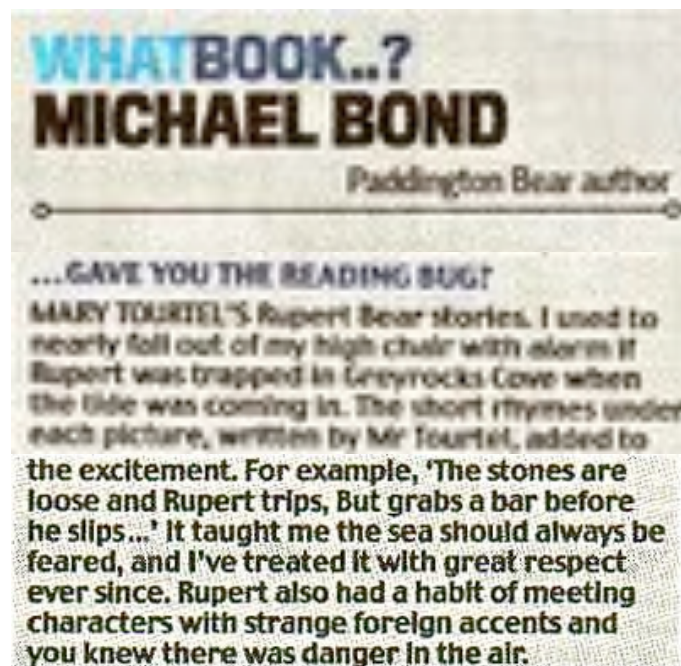 WHATBOOK..?
MICHAEL BOND
Paddington Bear author
...GAVE YOU THE READING BUG?
MARY TOURTEL'S Rupert Bear stories. I used to
nearly fall out of my high chair with alarm if
Rupert was trapped in Greyrocks Cove when
the tide was coming in. The short rhymes under
each picture, written by Mr Tourtel, added to
the excitement. For example, 'The stones are
loose and Rupert trips, But grabs a bar before
he slips...' It taught me the sea should always be
feared, and I've treated it with great respect
ever since. Rupert also had a habit of meeting
characters with strange foreign accents and
you knew there was danger in the air.